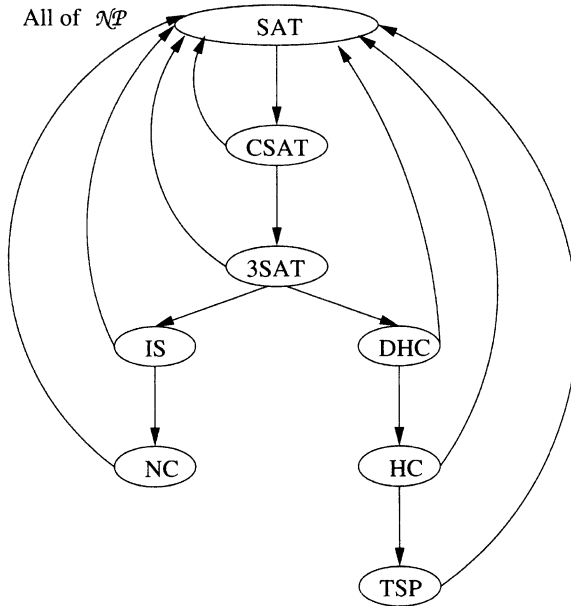 All of 𝒩𝒫
SAT
CSAT
3SAT
IS
DHC
NC
HC
TSP